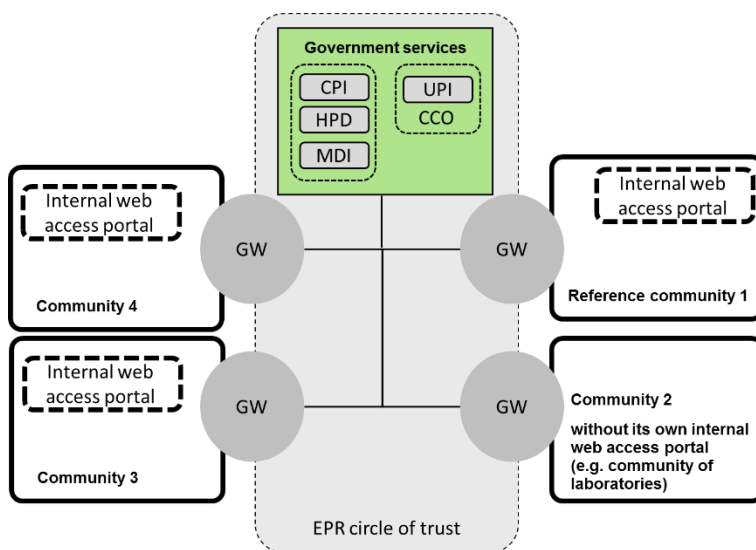 Government services
CPI
HPD
MDI
UPI
CCO
Internal web
access portal
Community 4
GW
GW
Internal web
access portal
Reference community 1
Internal web
access portal
Community 3
GW
GW
Community 2
without its own internal
web access portal
(e.g. community of
laboratories)
EPR circle of trust